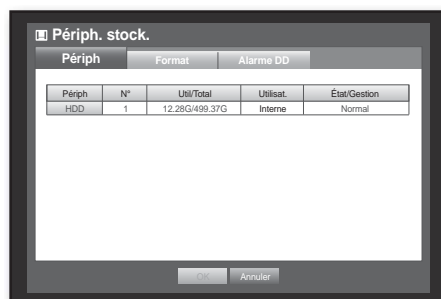 Périph. stock.
Périph Format Alarme DD
Périph N° Util/Total Utilisat. État/Gestion
HDD 1 12.28G/499.37G Interne Normal
OK Annuler